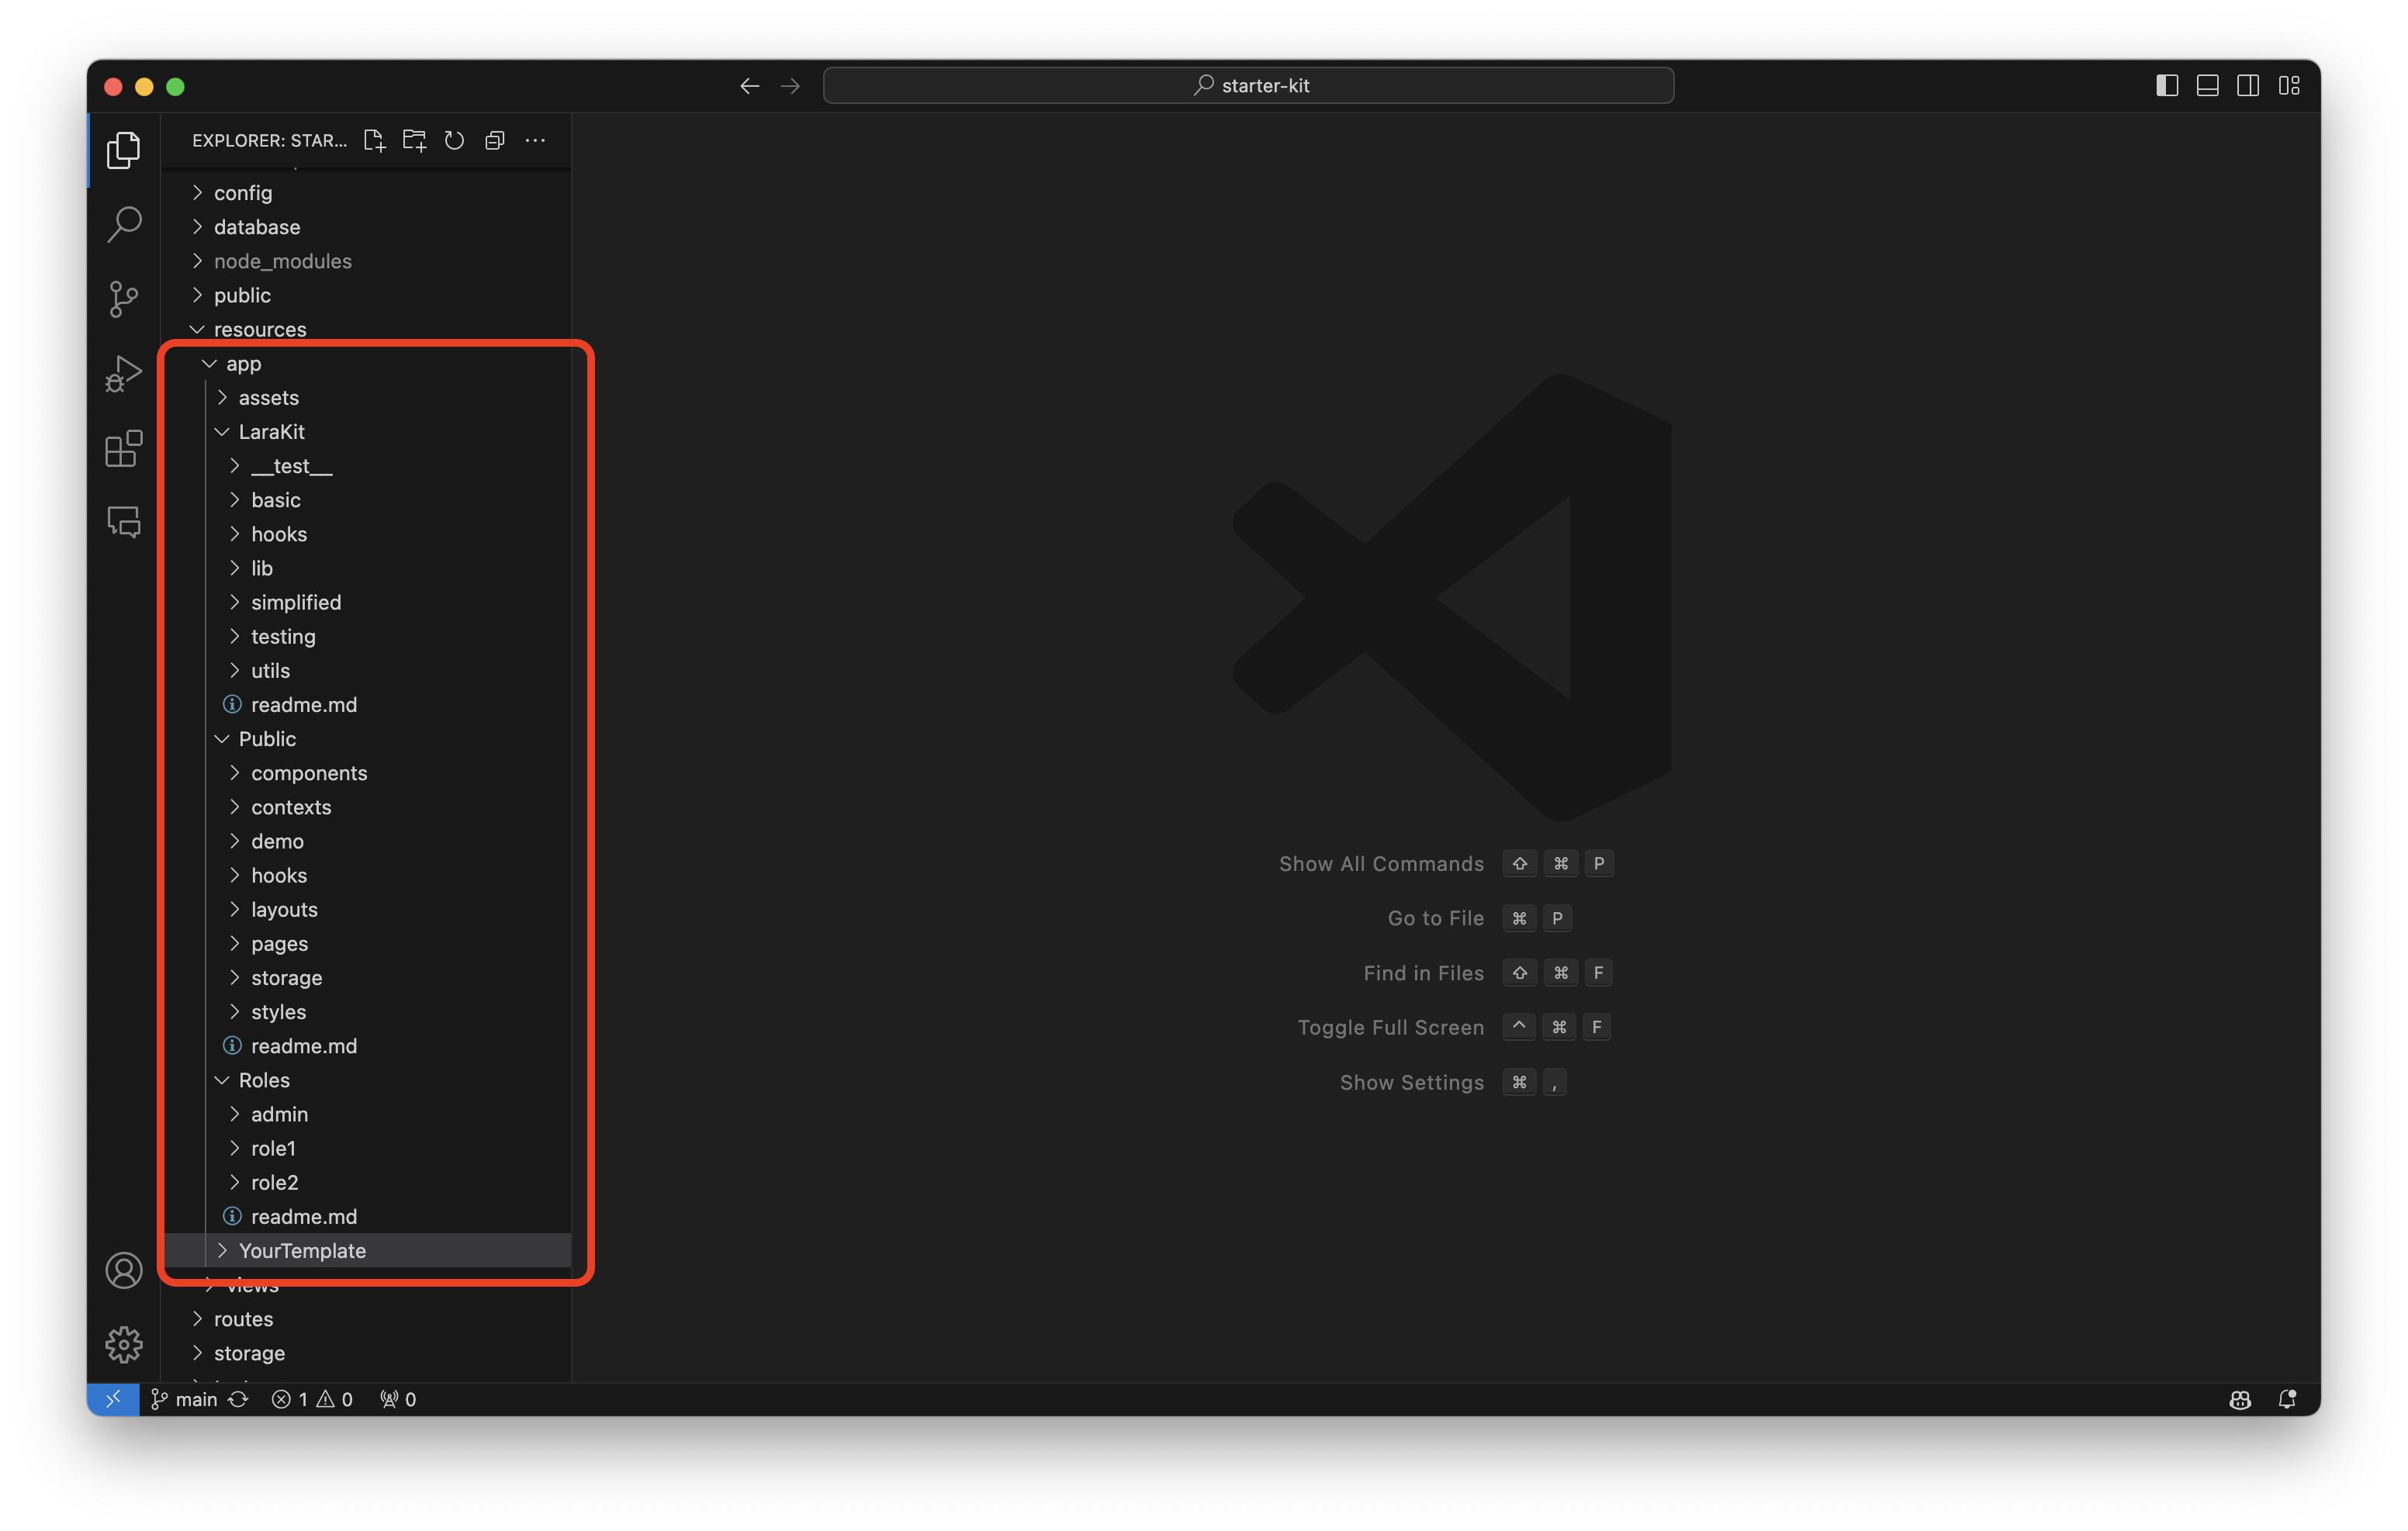 starter-kit
EXPLORER: STAR...
config
database
node_modules
public
resources
app
assets
LaraKit
__test__
basic
hooks
lib
simplified
testing
utils
readme.md
Public
components
contexts
demo
hooks
layouts
pages
storage
styles
readme.md
Roles
admin
role1
role2
readme.md
YourTemplate
views
routes
storage
Show All Commands ⇧ ⌘ P
Go to File ⌘ P
Find in Files ⇧ ⌘ F
Toggle Full Screen ^ ⌘ F
Show Settings ⌘ ,
main 1 0 0